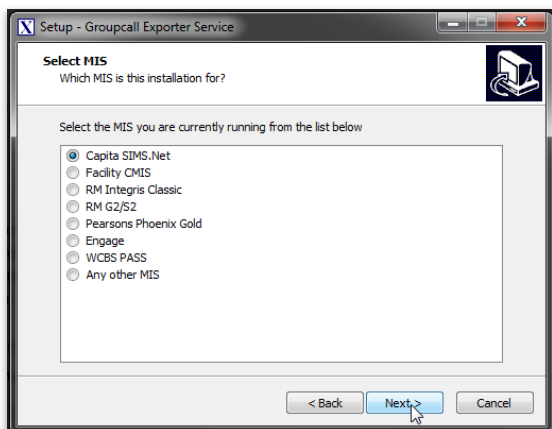 X Setup - Groupcall Exporter Service
Select MIS
Which MIS is this installation for?
Select the MIS you are currently running from the list below
Capita SIMS.Net
Facility CMIS
RM Integris Classic
RM G2/S2
Pearsons Phoenix Gold
Engage
WCBS PASS
Any other MIS
< Back Next > Cancel